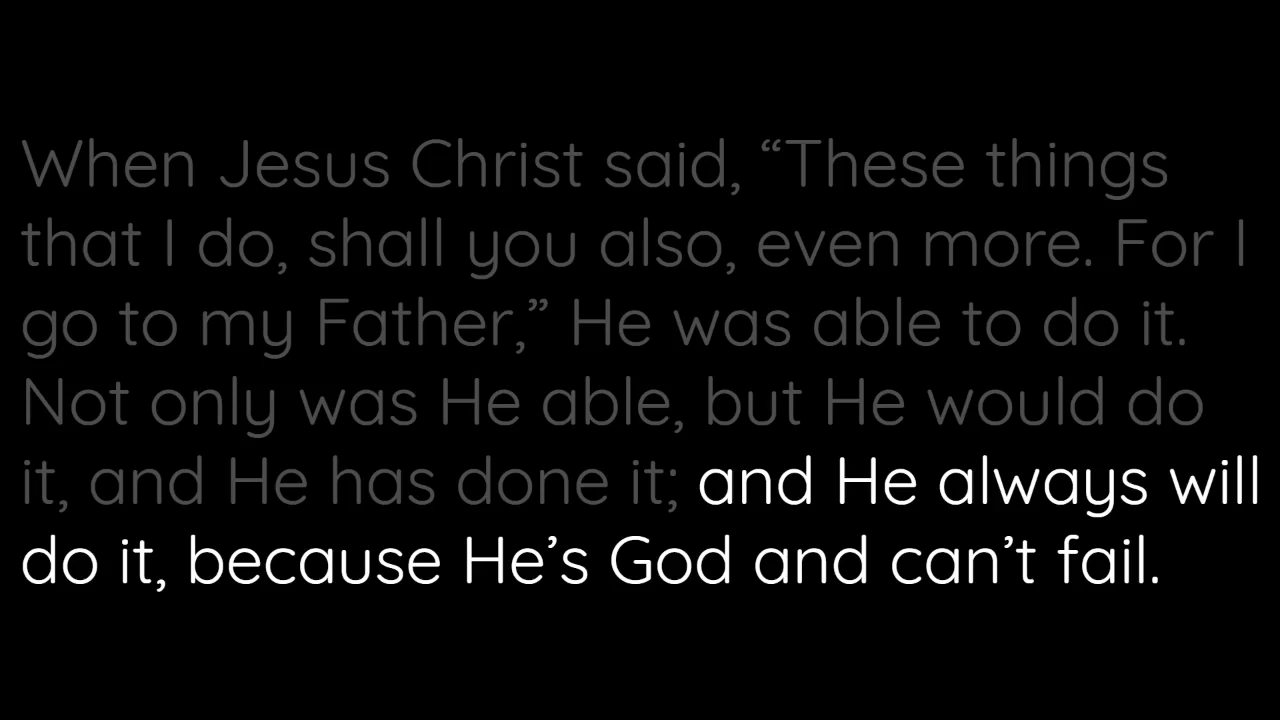 When Jesus Christ said, “These things
that I do, shall you also, even more. For I
go to my Father,” He was able to do it.
Not only was He able, but He would do
it, and He has done it; and He always will
do it, because He’s God and can’t fail.